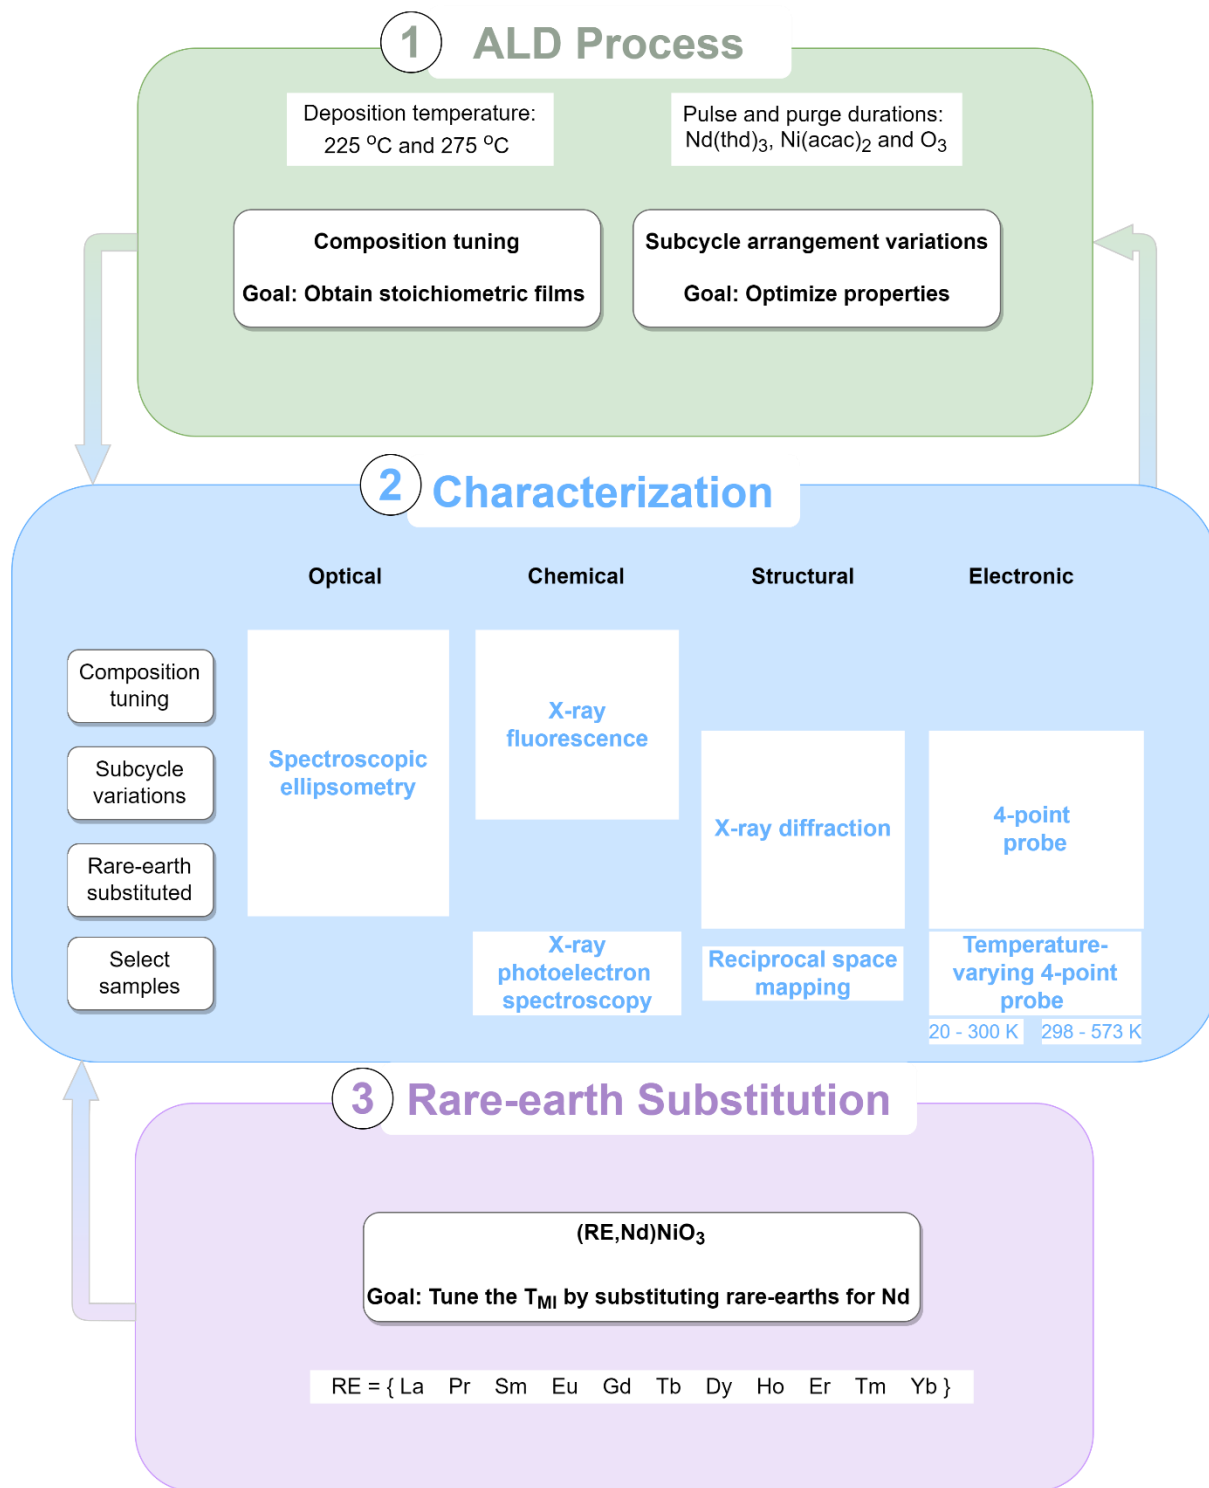 1 ALD Process
Deposition temperature:
225 ⁰C and 275 ⁰C
Pulse and purge durations:
Nd(thd)₃, Ni(acac)₂ and O₃
Composition tuning
Goal: Obtain stoichiometric films
Subcycle arrangement variations
Goal: Optimize properties
2 Characterization
Optical
Chemical
Structural
Electronic
Composition
tuning
Subcycle
variations
Rare-earth
substituted
Select
samples
Spectroscopic
ellipsometry
X-ray
fluorescence
X-ray
photoelectron
spectroscopy
X-ray diffraction
Reciprocal space
mapping
4-point
probe
Temperature-
varying 4-point
probe
20 - 300 K
298 - 573 K
3 Rare-earth Substitution
(RE,Nd)NiO₃
Goal: Tune the T_MI by substituting rare-earths for Nd
RE = { La Pr Sm Eu Gd Tb Dy Ho Er Tm Yb }